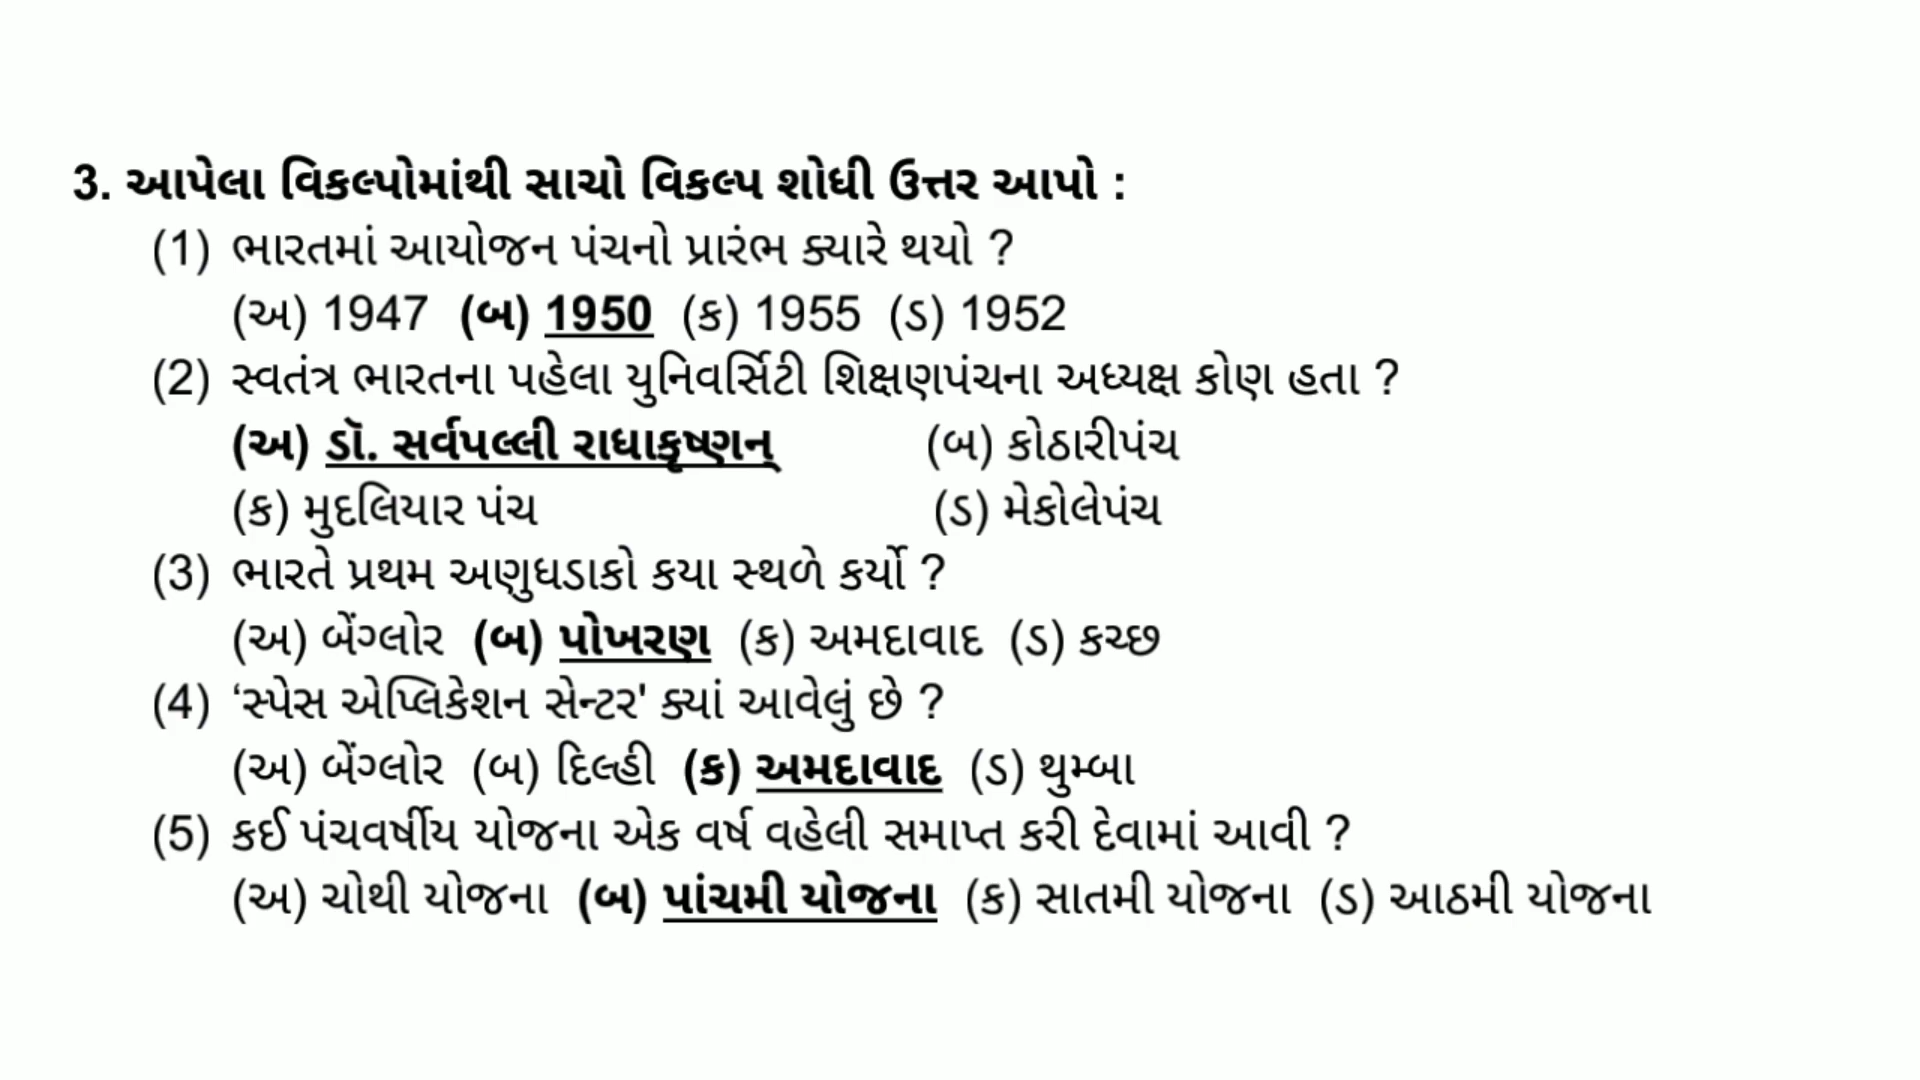 3. આપેલા વિકલ્પોમાંથી સાચો વિકલ્પ શોધી ઉત્તર આપો :
(1) ભારતમાં આયોજન પંચનો પ્રારંભ ક્યારે થયો ?
(અ) 1947 (બ) 1950 (ક) 1955 (ડ) 1952
(2) સ્વતંત્ર ભારતના પહેલા યુનિવર્સિટી શિક્ષણપંચના અધ્યક્ષ કોણ હતા ?
(અ) ડૉ. સર્વપલ્લી રાધાકૃષ્ણન્ (બ) કોઠારીપંચ
(ક) મુદલિયાર પંચ (ડ) મેકોલેપંચ
(3) ભારતે પ્રથમ અણુધડાકો કયા સ્થળે કર્યો ?
(અ) બેંગ્લોર (બ) પોખરણ (ક) અમદાવાદ (ડ) કચ્છ
(4) ‘સ્પેસ એપ્લિકેશન સેન્ટર' ક્યાં આવેલું છે ?
(અ) બેંગ્લોર (બ) દિલ્હી (ક) અમદાવાદ (ડ) થુમ્બા
(5) કઈ પંચવર્ષીય યોજના એક વર્ષ વહેલી સમાપ્ત કરી દેવામાં આવી ?
(અ) ચોથી યોજના (બ) પાંચમી યોજના (ક) સાતમી યોજના (ડ) આઠમી યોજના